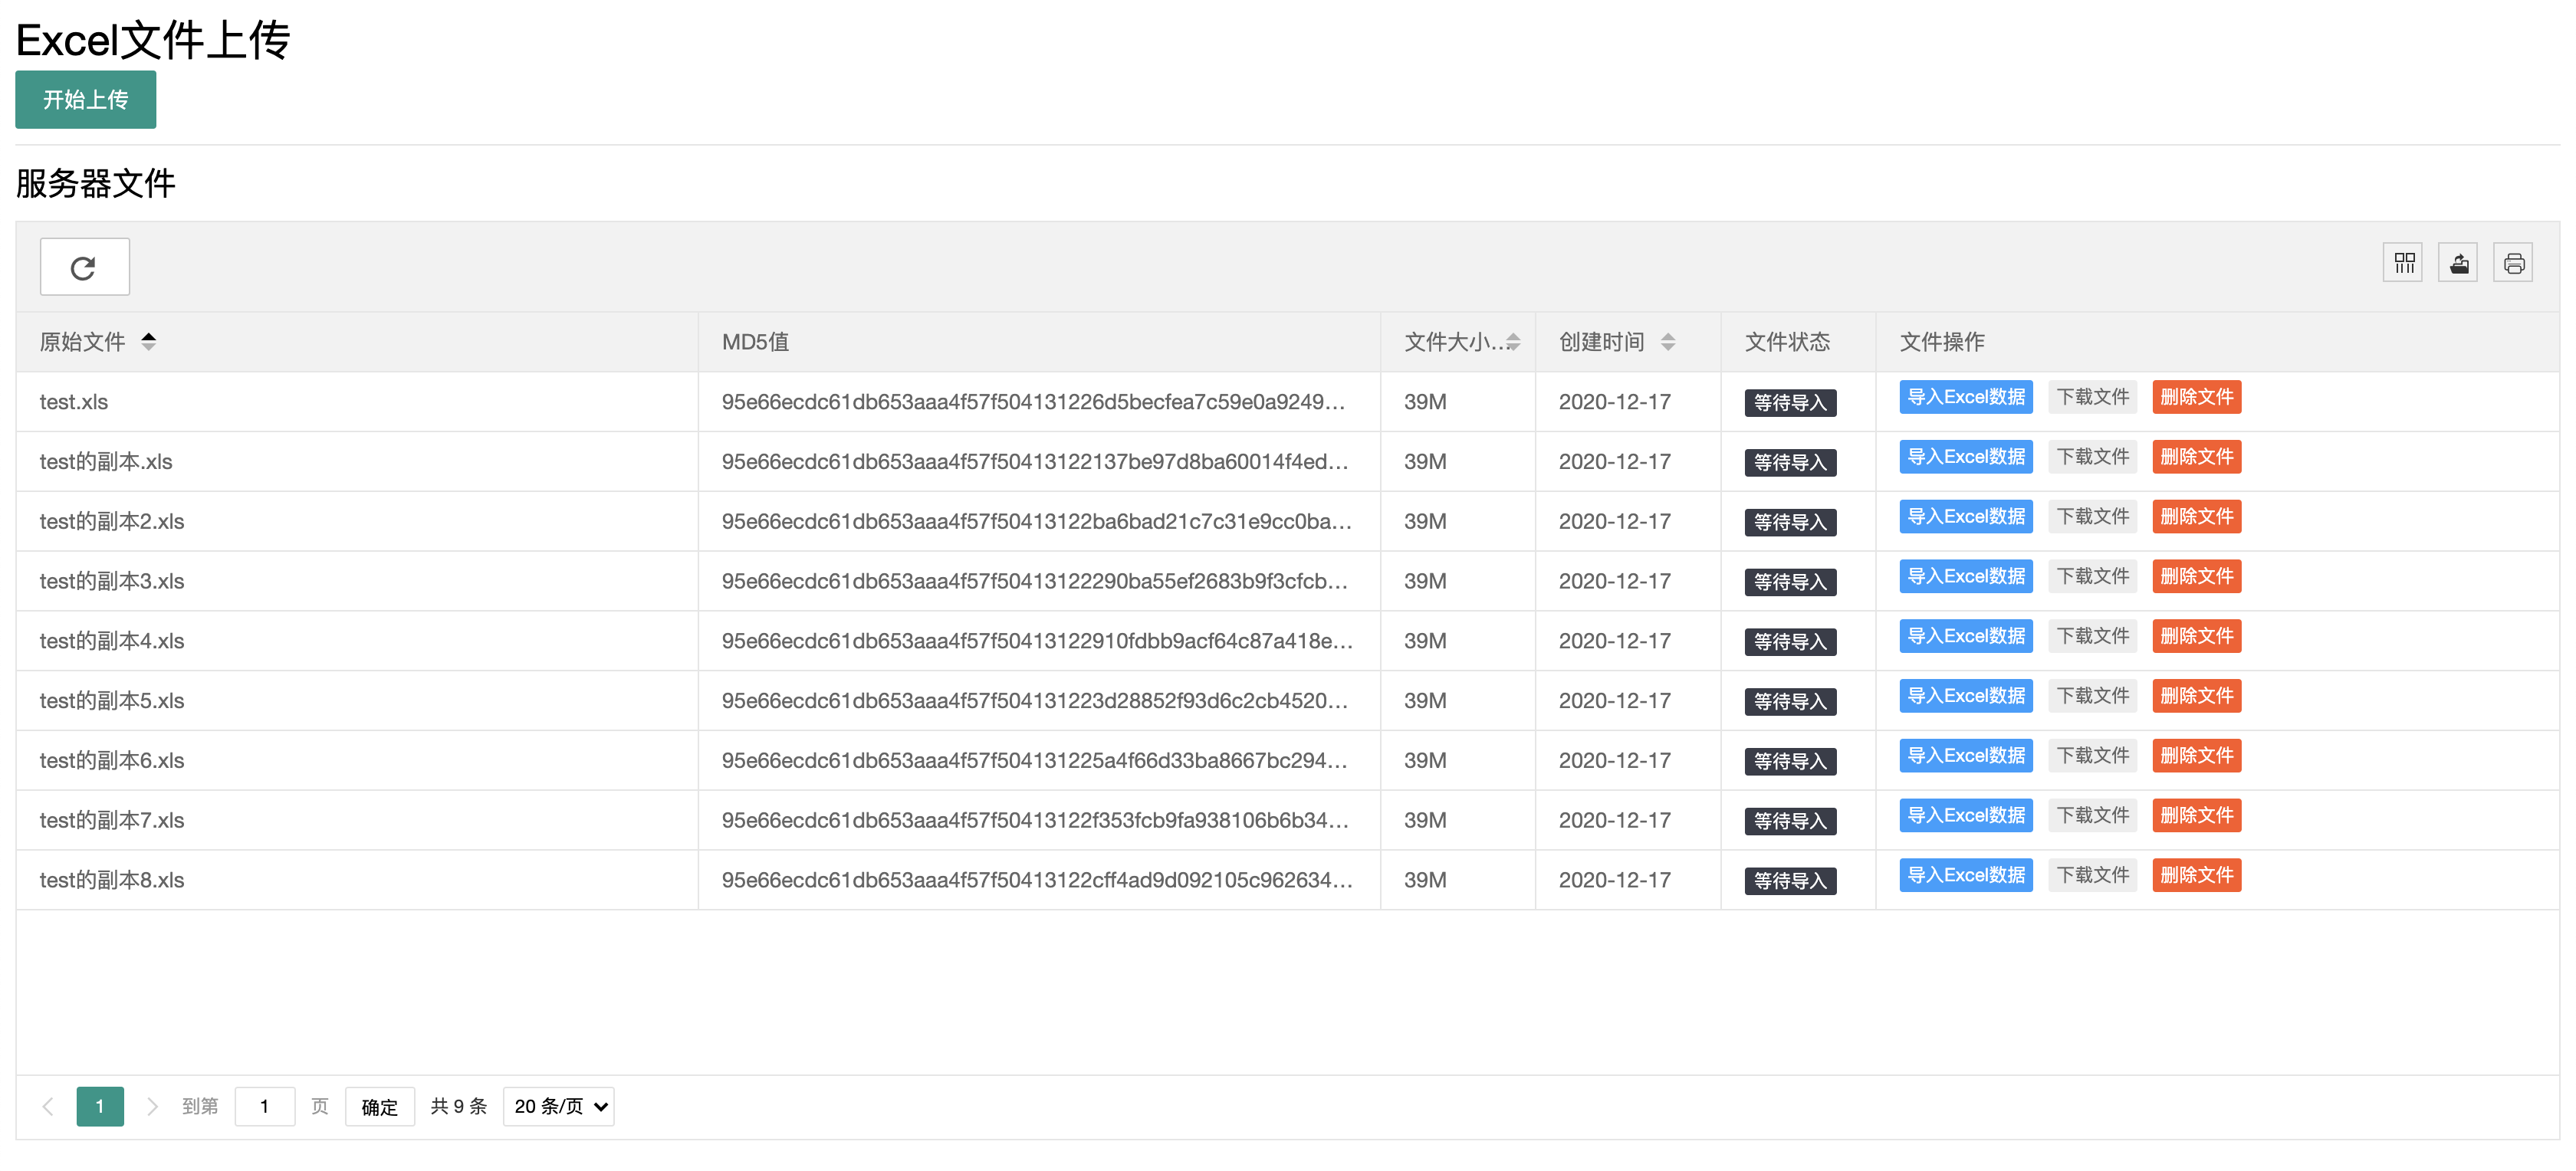 Excel文件上传
开始上传
服务器文件
原始文件 MD5值 文件大小... 创建时间 文件状态 文件操作
test.xls 95e66ecdc61db653aaa4f57f504131226d5becfea7c59e0a9249... 39M 2020-12-17 等待导入 导入Excel数据 下载文件 删除文件
test的副本.xls 95e66ecdc61db653aaa4f57f50413122137be97d8ba60014f4ed... 39M 2020-12-17 等待导入 导入Excel数据 下载文件 删除文件
test的副本2.xls 95e66ecdc61db653aaa4f57f50413122ba6bad21c7c31e9cc0ba... 39M 2020-12-17 等待导入 导入Excel数据 下载文件 删除文件
test的副本3.xls 95e66ecdc61db653aaa4f57f50413122290ba55ef2683b9f3cfcb... 39M 2020-12-17 等待导入 导入Excel数据 下载文件 删除文件
test的副本4.xls 95e66ecdc61db653aaa4f57f50413122910fdbb9acf64c87a418e... 39M 2020-12-17 等待导入 导入Excel数据 下载文件 删除文件
test的副本5.xls 95e66ecdc61db653aaa4f57f504131223d28852f93d6c2cb4520... 39M 2020-12-17 等待导入 导入Excel数据 下载文件 删除文件
test的副本6.xls 95e66ecdc61db653aaa4f57f504131225a4f66d33ba8667bc294... 39M 2020-12-17 等待导入 导入Excel数据 下载文件 删除文件
test的副本7.xls 95e66ecdc61db653aaa4f57f50413122f353fcb9fa938106b6b34... 39M 2020-12-17 等待导入 导入Excel数据 下载文件 删除文件
test的副本8.xls 95e66ecdc61db653aaa4f57f50413122cff4ad9d092105c962634... 39M 2020-12-17 等待导入 导入Excel数据 下载文件 删除文件
1 到第 1 页 确定 共 9 条 20 条/页